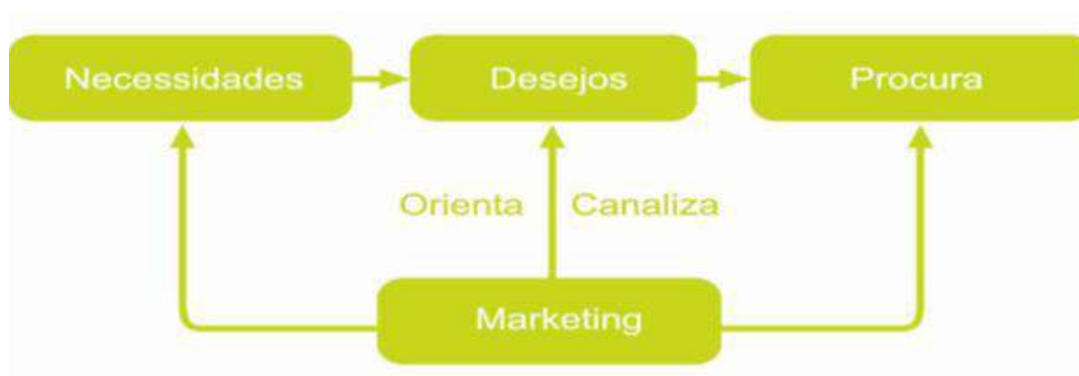 Necessidades
Desejos
Procura
Orienta
Canaliza
Marketing